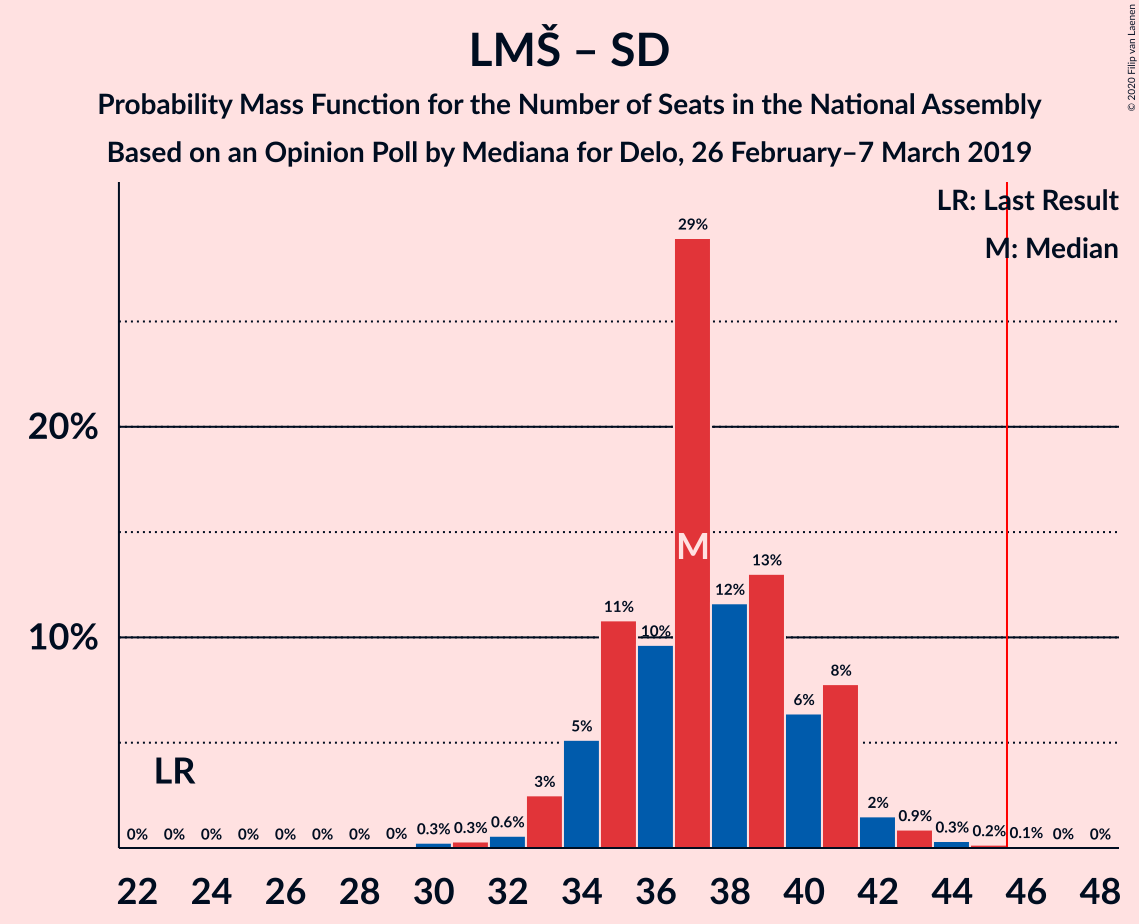 LMŠ – SD
Probability Mass Function for the Number of Seats in the National Assembly
Based on an Opinion Poll by Mediana for Delo, 26 February–7 March 2019
© 2020 Filip van Laenen
LR: Last Result
M: Median
29%
20%
M
13%
12%
11%
10%
10%
8%
6%
5%
LR
3%
2%
0% 0% 0% 0% 0% 0% 0% 0% 0.3% 0.3% 0.6% 0.9% 0.3% 0.2% 0.1% 0% 0%
22 24 26 28 30 32 34 36 38 40 42 44 46 48